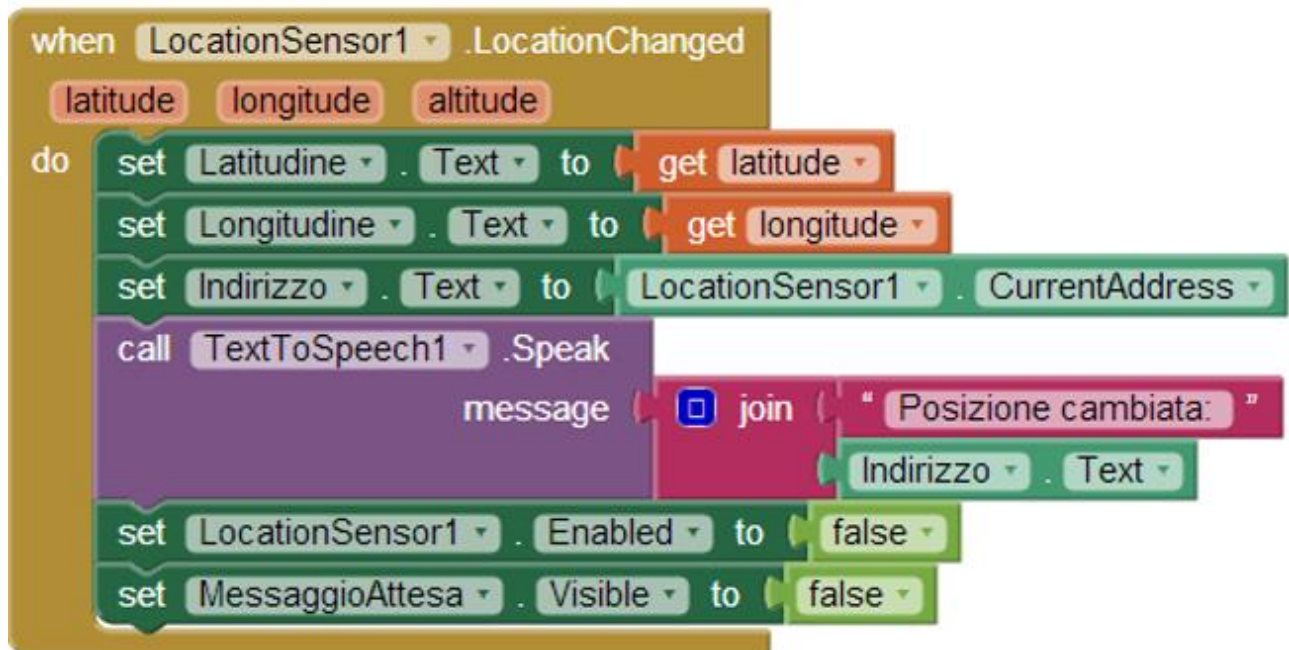 when LocationSensor1 .LocationChanged
latitude longitude altitude
do set Latitudine . Text to get latitude
set Longitudine . Text to get longitude
set Indirizzo . Text to LocationSensor1 . CurrentAddress
call TextToSpeech1 .Speak
message join " Posizione cambiata: "
Indirizzo . Text
set LocationSensor1 . Enabled to false
set MessaggioAttesa . Visible to false